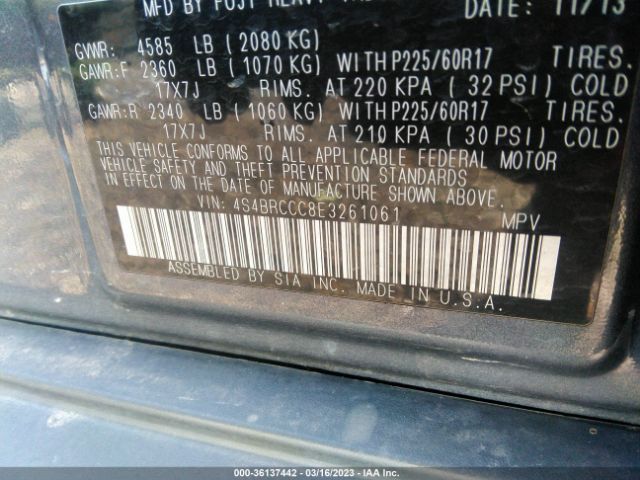 MFD BY FUJI HEAVY
DATE: 11/13
GVWR: 4585 LB (2080 KG)
GAWR:F 2360 LB (1070 KG) WITH P225/60R17 TIRES.
17X7J RIMS. AT 220 KPA (32 PSI) COLD
GAWR:R 2340 LB (1060 KG) WITH P225/60R17 TIRES.
17X7J RIMS. AT 210 KPA (30 PSI) COLD
THIS VEHICLE CONFORMS TO ALL APPLICABLE FEDERAL MOTOR
VEHICLE SAFETY AND THEFT PREVENTION STANDARDS
IN EFFECT ON THE DATE OF MANUFACTURE SHOWN ABOVE.
VIN: 4S4BRCCC8E3261061 MPV
ASSEMBLED BY SIA INC. MADE IN U.S.A.
000-36137442 - 03/16/2023 - IAA Inc.